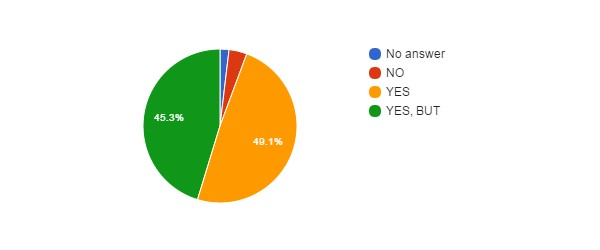 No answer
NO
YES
YES, BUT
45.3%
49.1%